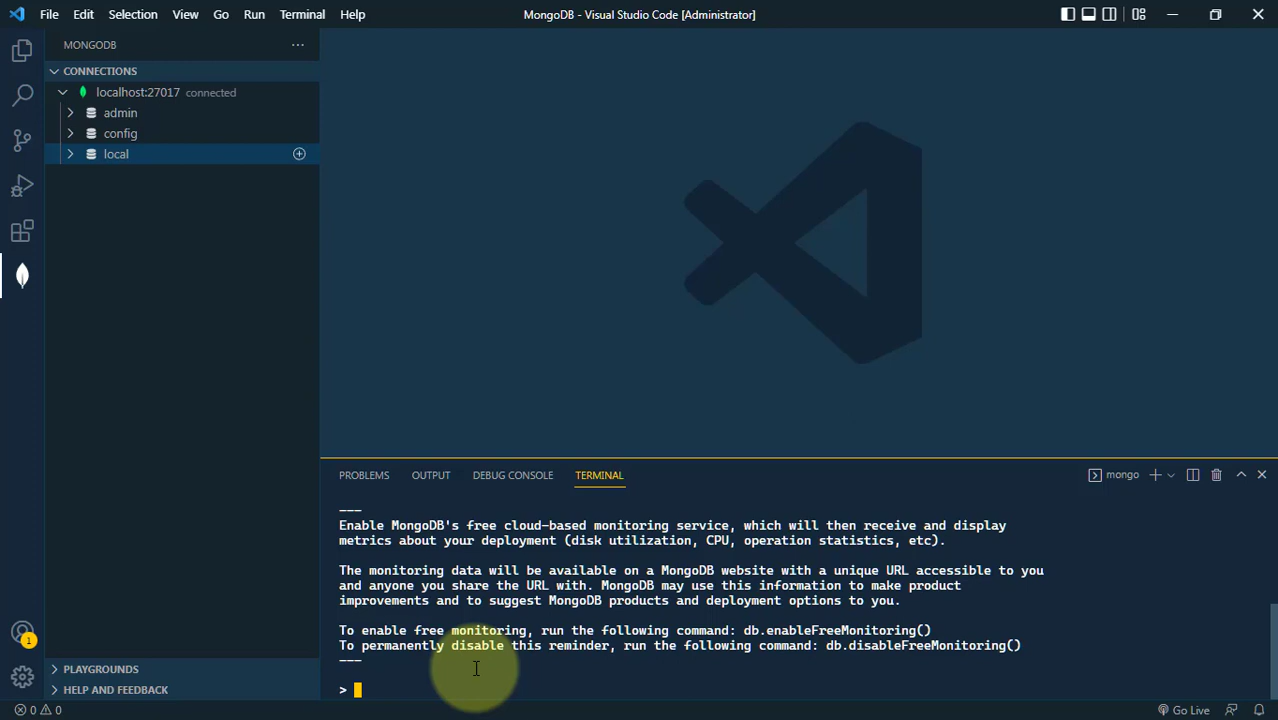 File Edit Selection View Go Run Terminal Help MongoDB - Visual Studio Code [Administrator]
MONGODB
CONNECTIONS
localhost:27017 connected
admin
config
local
PROBLEMS OUTPUT DEBUG CONSOLE TERMINAL mongo
---
Enable MongoDB's free cloud-based monitoring service, which will then receive and display
metrics about your deployment (disk utilization, CPU, operation statistics, etc).
The monitoring data will be available on a MongoDB website with a unique URL accessible to you
and anyone you share the URL with. MongoDB may use this information to make product
improvements and to suggest MongoDB products and deployment options to you.
To enable free monitoring, run the following command: db.enableFreeMonitoring()
To permanently disable this reminder, run the following command: db.disableFreeMonitoring()
---
>
1
PLAYGROUNDS
HELP AND FEEDBACK
0 0 Go Live